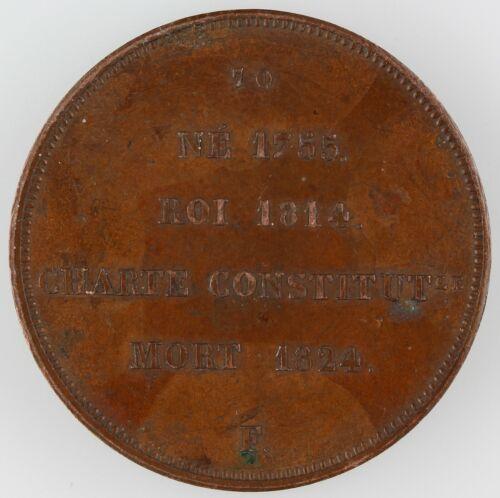 70
NÉ 1755.
ROI. 1814.
CHARTE CONSTITUT^LE
MORT 1824.
F.